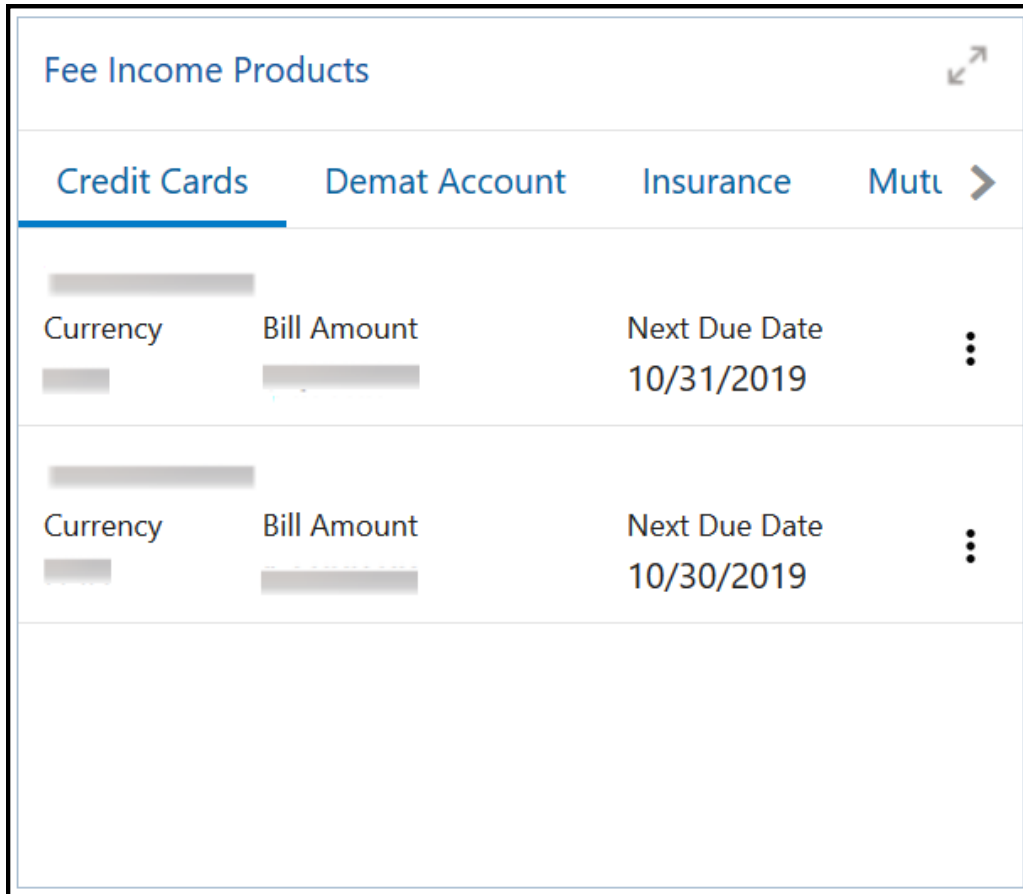 Fee Income Products
Credit Cards Demat Account Insurance
Currency Bill Amount Next Due Date
10/31/2019
Currency Bill Amount Next Due Date
10/30/2019